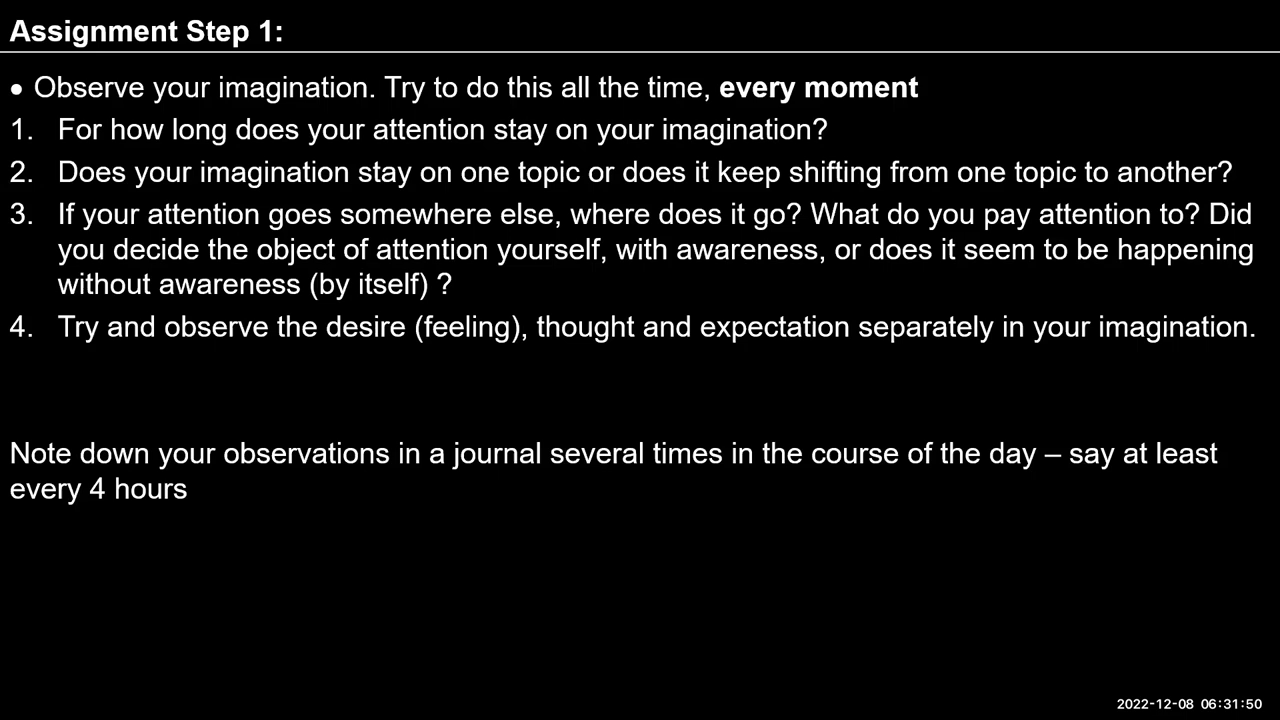 Assignment Step 1:
• Observe your imagination. Try to do this all the time, every moment
1. For how long does your attention stay on your imagination?
2. Does your imagination stay on one topic or does it keep shifting from one topic to another?
3. If your attention goes somewhere else, where does it go? What do you pay attention to? Did
you decide the object of attention yourself, with awareness, or does it seem to be happening
without awareness (by itself) ?
4. Try and observe the desire (feeling), thought and expectation separately in your imagination.
Note down your observations in a journal several times in the course of the day – say at least
every 4 hours
2022-12-08 06:31:50